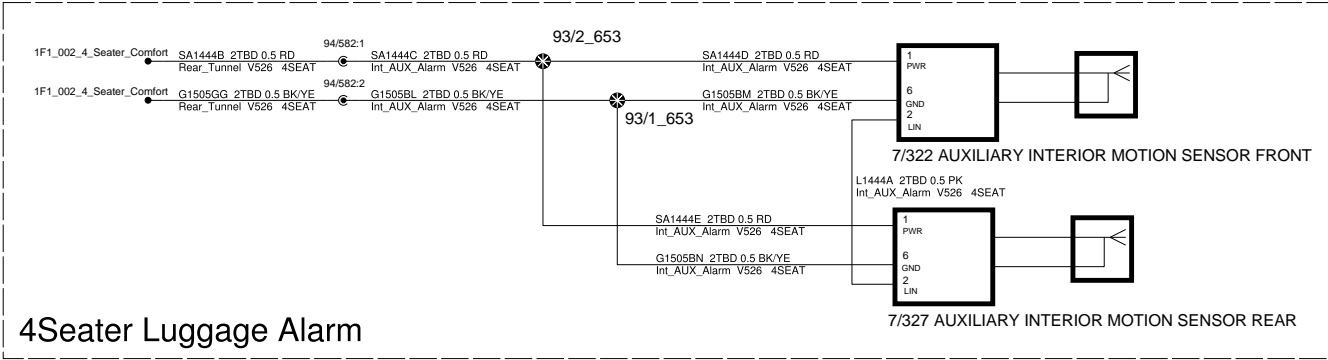 93/2_653
1F1_002_4_Seater_Comfort
SA1444B 2TBD 0.5 RD
Rear_Tunnel V526 4SEAT
94/582:1
SA1444C 2TBD 0.5 RD
Int_AUX_Alarm V526 4SEAT
SA1444D 2TBD 0.5 RD
Int_AUX_Alarm V526 4SEAT
1
PWR
1F1_002_4_Seater_Comfort
G1505GG 2TBD 0.5 BK/YE
Rear_Tunnel V526 4SEAT
94/582:2
G1505BL 2TBD 0.5 BK/YE
Int_AUX_Alarm V526 4SEAT
93/1_653
G1505BM 2TBD 0.5 BK/YE
Int_AUX_Alarm V526 4SEAT
6
GND
2
LIN
7/322 AUXILIARY INTERIOR MOTION SENSOR FRONT
L1444A 2TBD 0.5 PK
Int_AUX_Alarm V526 4SEAT
SA1444E 2TBD 0.5 RD
Int_AUX_Alarm V526 4SEAT
1
PWR
G1505BN 2TBD 0.5 BK/YE
Int_AUX_Alarm V526 4SEAT
6
GND
2
LIN
7/327 AUXILIARY INTERIOR MOTION SENSOR REAR
4Seater Luggage Alarm